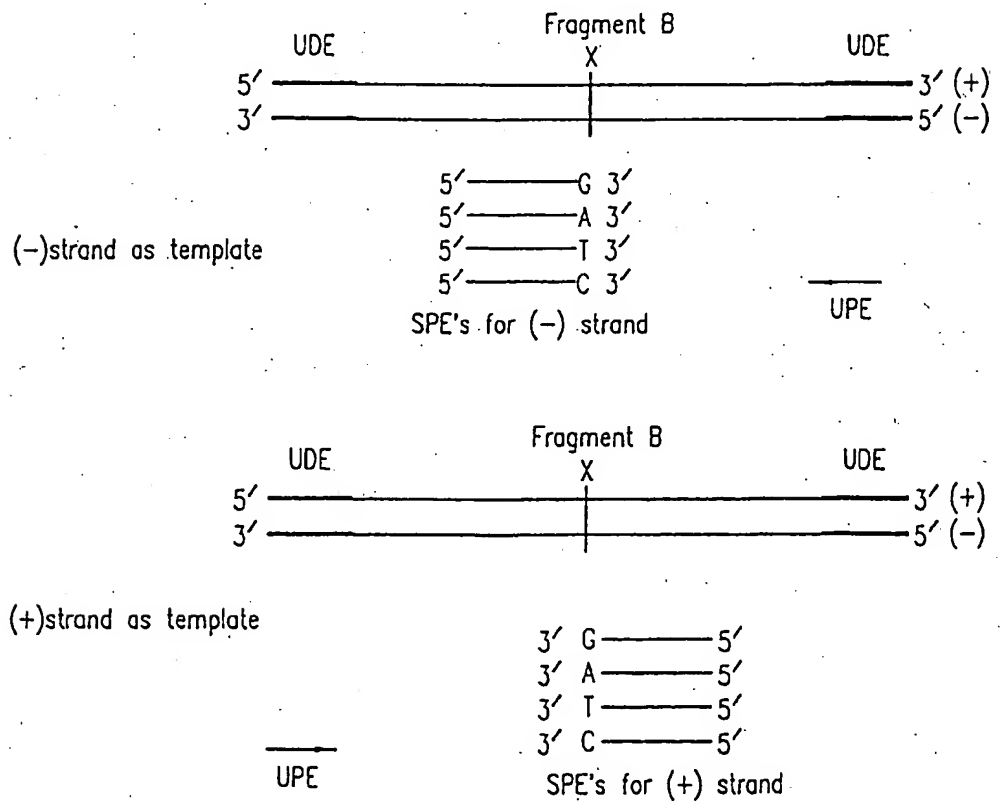 Fragment B
UDE X UDE
5′ 3′ (+)
3′ 5′ (-)
5′ G 3′
5′ A 3′
(-)strand as template
5′ T 3′
5′ C 3′
UPE
SPE's for (-) strand
Fragment B
UDE X UDE
5′ 3′ (+)
3′ 5′ (-)
(+)strand as template
3′ G 5′
3′ A 5′
3′ T 5′
3′ C 5′
UPE
SPE's for (+) strand